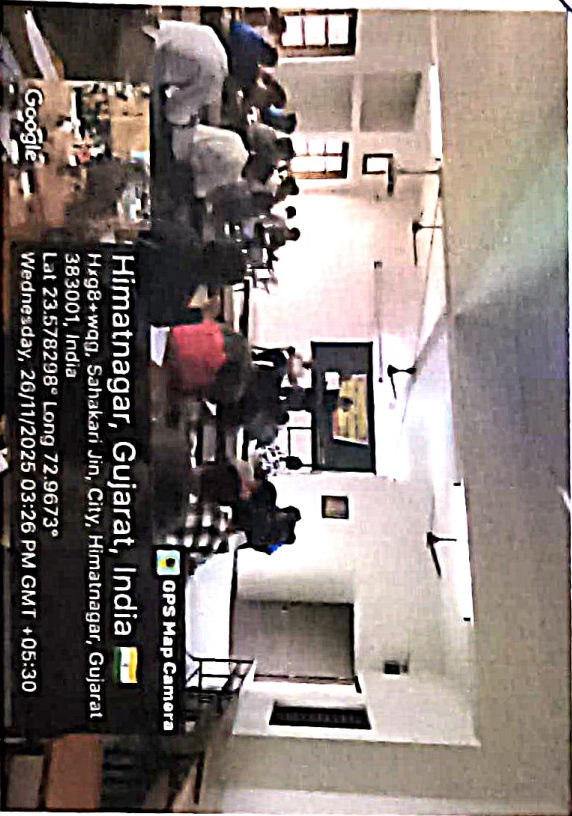 GPS Map Camera
Himatnagar, Gujarat, India
Hxg8+wqg, Sahakari Jin, City, Himatnagar, Gujarat
383001, India
Lat 23.578298° Long 72.9673°
Wednesday, 26/11/2025 03:26 PM GMT +05:30
Google